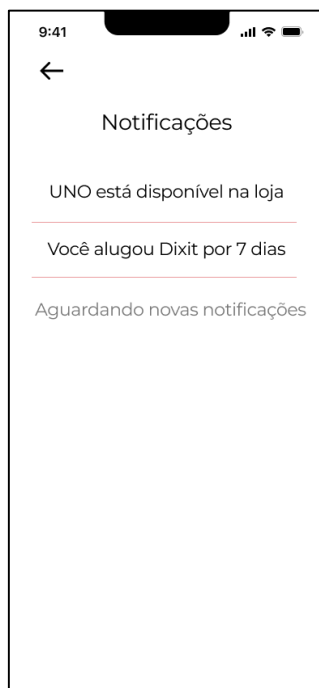 9:41
Notificações
UNO está disponível na loja
Você alugou Dixit por 7 dias
Aguardando novas notificações